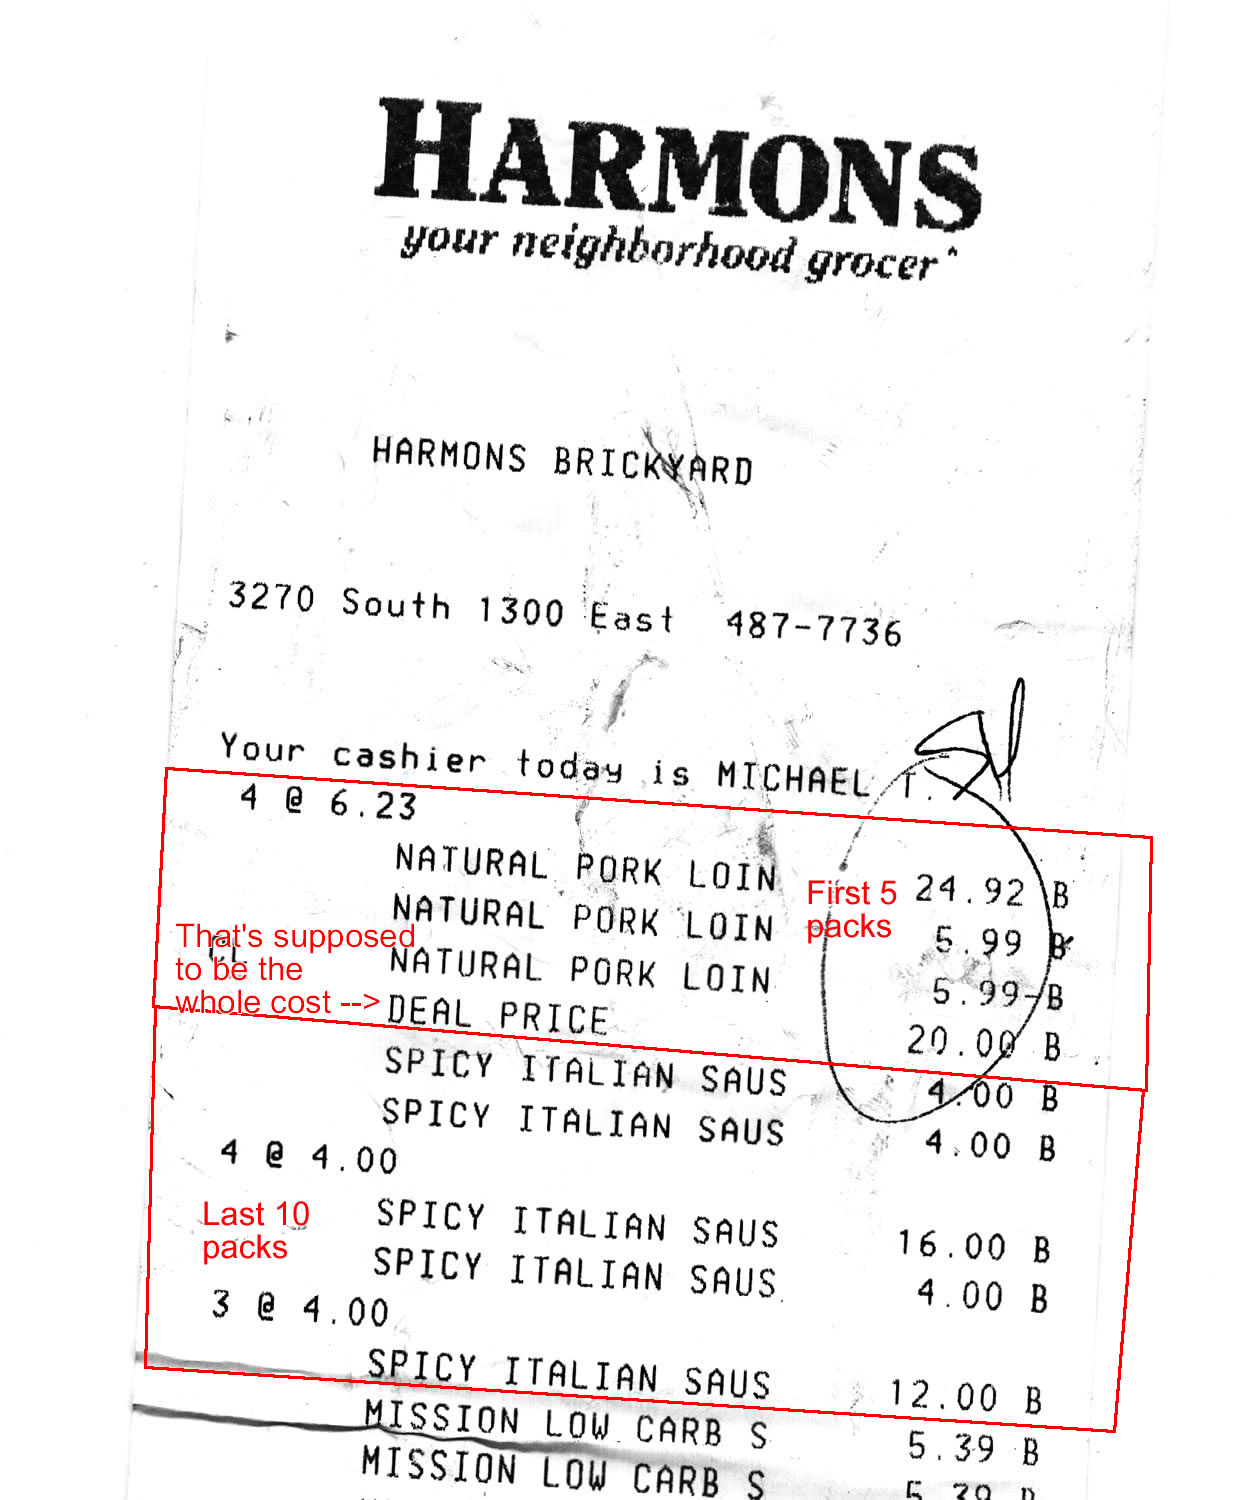 HARMONS
your neighborhood grocer
HARMONS BRICKYARD
3270 South 1300 East 487-7736
Your cashier today is MICHAEL T.
4 @ 6.23
NATURAL PORK LOIN 24.92 B
NATURAL PORK LOIN 5.99 B
CL NATURAL PORK LOIN 5.99-B
DEAL PRICE 20.00 B
First 5
packs
That's supposed
to be the
whole cost -->
SPICY ITALIAN SAUS 4.00 B
SPICY ITALIAN SAUS 4.00 B
4 @ 4.00
SPICY ITALIAN SAUS 16.00 B
SPICY ITALIAN SAUS 4.00 B
Last 10
packs
3 @ 4.00
SPICY ITALIAN SAUS 12.00 B
MISSION LOW CARB S 5.39 B
MISSION LOW CARB S 5.39 B